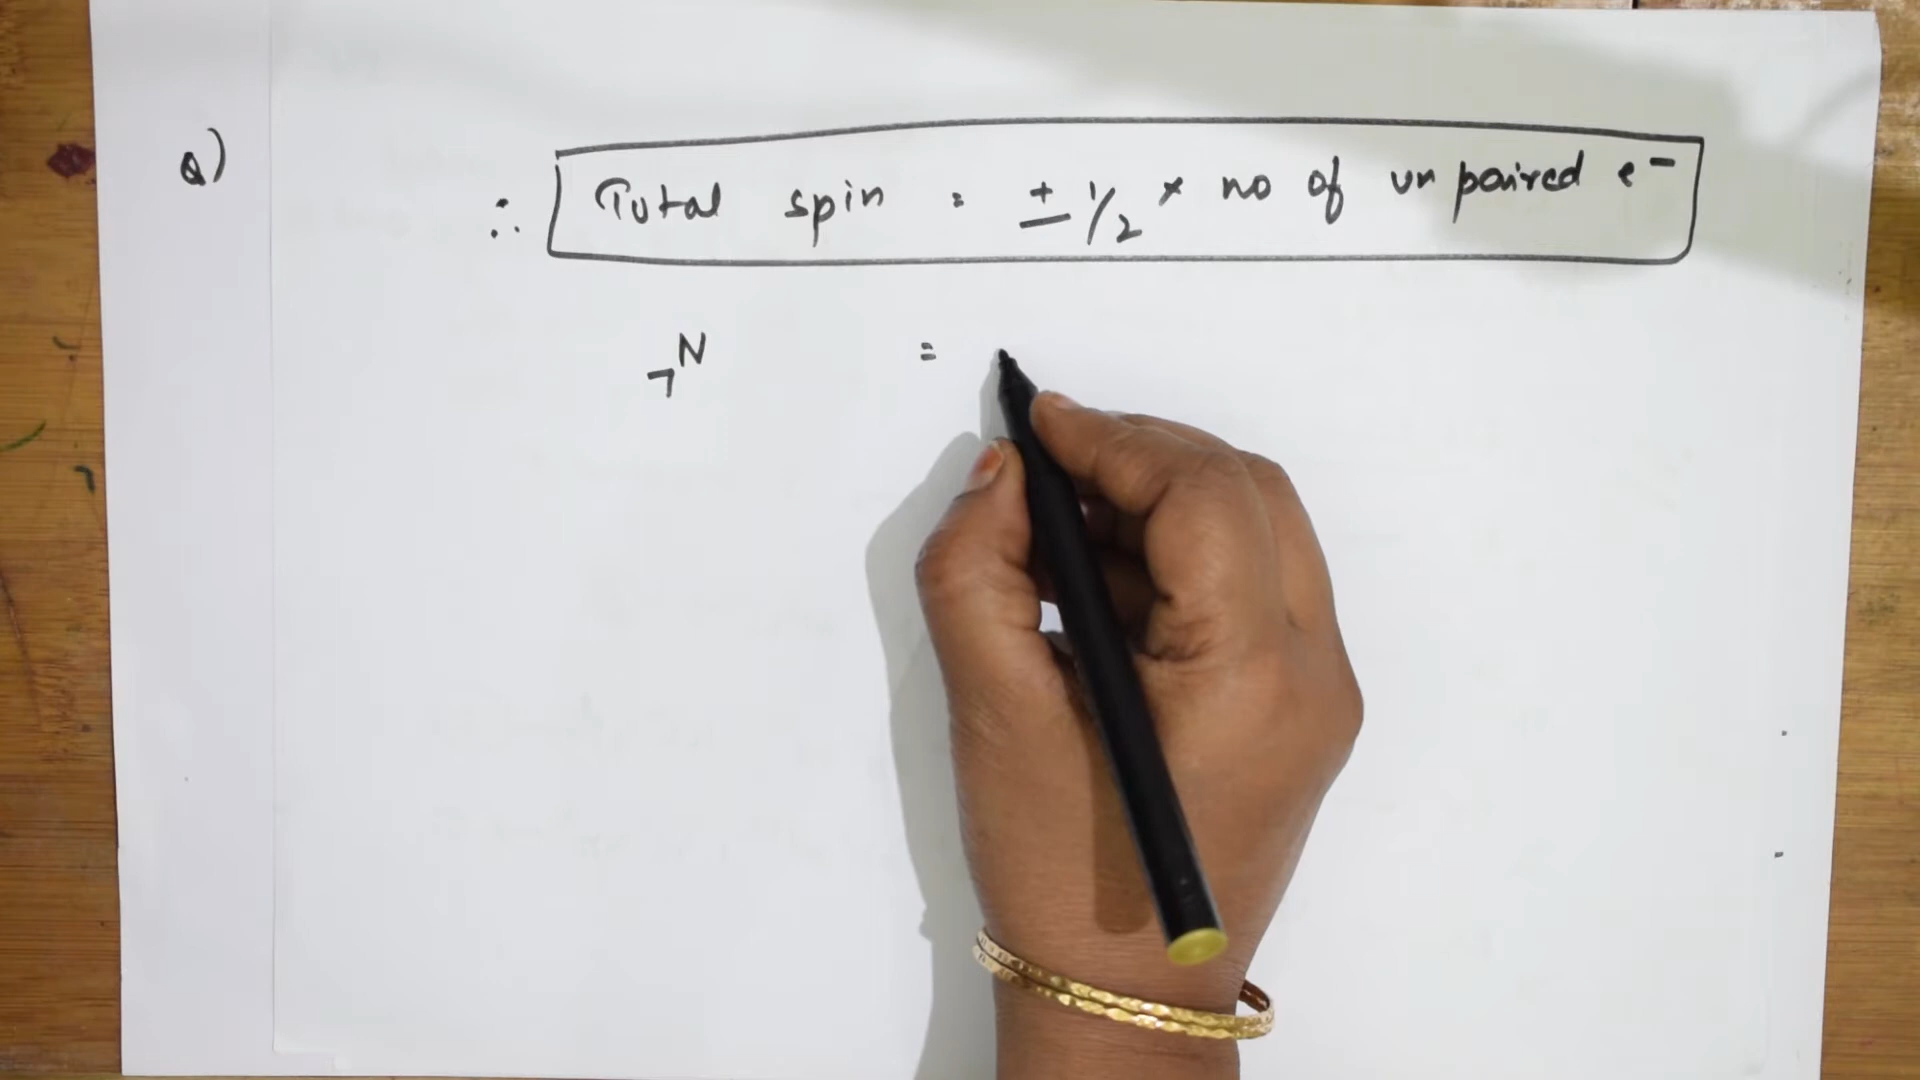 Q)
∴ Total spin = ± 1/2 × no of unpaired e⁻
₇N =